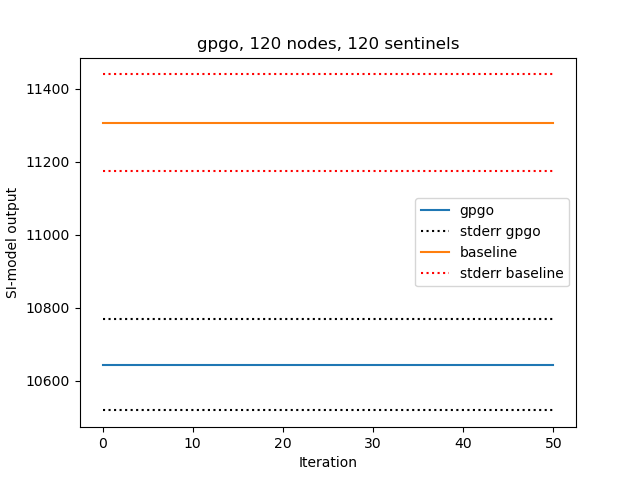 gpgo, 120 nodes, 120 sentinels
11400
11200
11000
10800
10600
SI-model output
gpgo
stderr gpgo
baseline
stderr baseline
0 10 20 30 40 50
Iteration